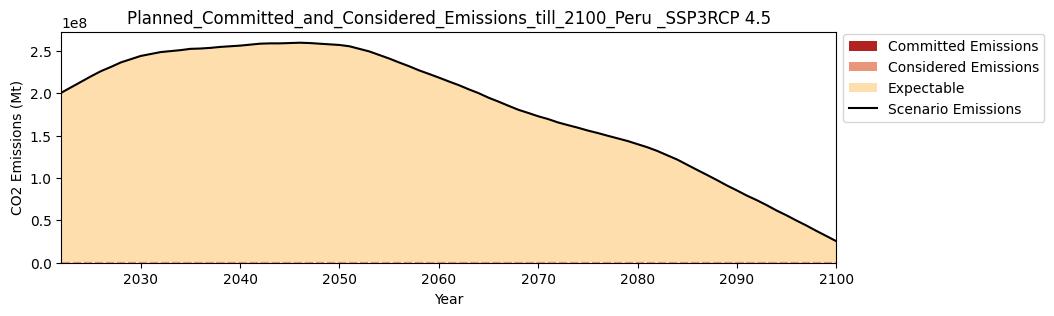 Planned_Committed_and_Considered_Emissions_till_2100_Peru _SSP3RCP 4.5
1e8
2.5
2.0
1.5
1.0
0.5
0.0
CO2 Emissions (Mt)
2030 2040 2050 2060 2070 2080 2090 2100
Year
Committed Emissions
Considered Emissions
Expectable
Scenario Emissions